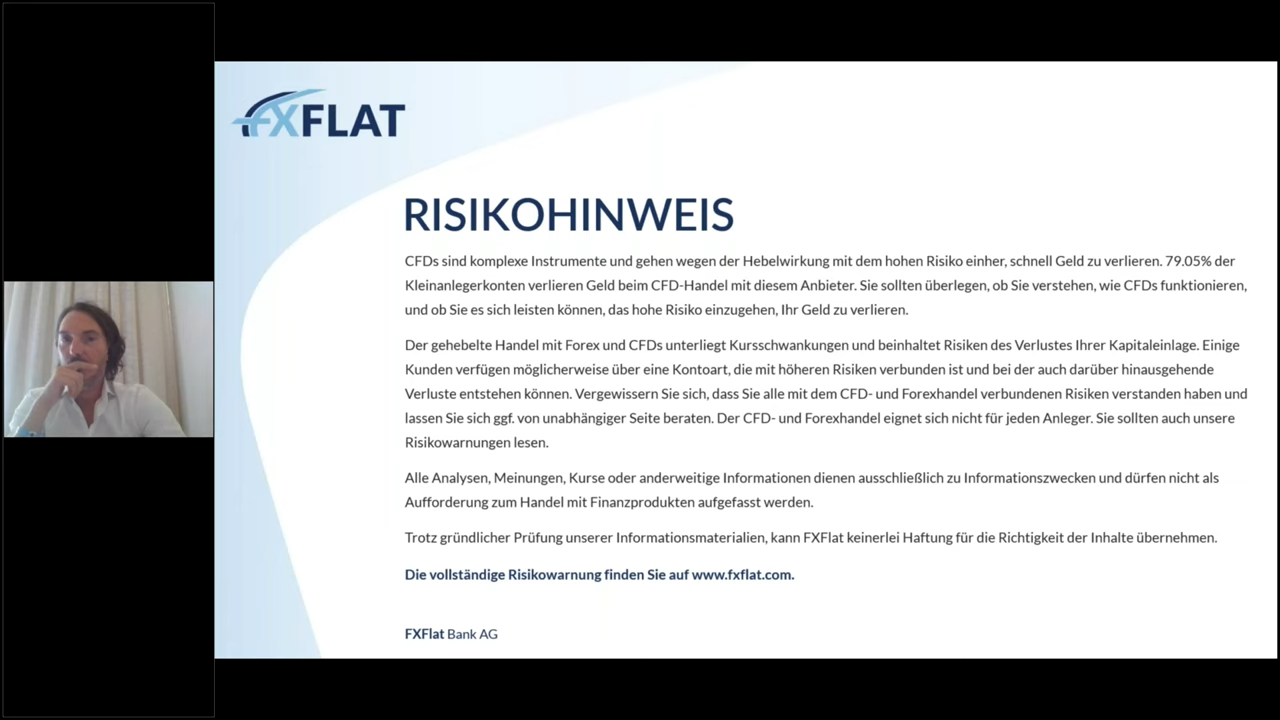 FXFLAT
RISIKOHINWEIS
CFDs sind komplexe Instrumente und gehen wegen der Hebelwirkung mit dem hohen Risiko einher, schnell Geld zu verlieren. 79.05% der
Kleinanlegerkonten verlieren Geld beim CFD-Handel mit diesem Anbieter. Sie sollten überlegen, ob Sie verstehen, wie CFDs funktionieren,
und ob Sie es sich leisten können, das hohe Risiko einzugehen, Ihr Geld zu verlieren.
Der gehebelte Handel mit Forex und CFDs unterliegt Kursschwankungen und beinhaltet Risiken des Verlustes Ihrer Kapitaleinlage. Einige
Kunden verfügen möglicherweise über eine Kontoart, die mit höheren Risiken verbunden ist und bei der auch darüber hinausgehende
Verluste entstehen können. Vergewissern Sie sich, dass Sie alle mit dem CFD- und Forexhandel verbundenen Risiken verstanden haben und
lassen Sie sich ggf. von unabhängiger Seite beraten. Der CFD- und Forexhandel eignet sich nicht für jeden Anleger. Sie sollten auch unsere
Risikowarnungen lesen.
Alle Analysen, Meinungen, Kurse oder anderweitige Informationen dienen ausschließlich zu Informationszwecken und dürfen nicht als
Aufforderung zum Handel mit Finanzprodukten aufgefasst werden.
Trotz gründlicher Prüfung unserer Informationsmaterialien, kann FXFlat keinerlei Haftung für die Richtigkeit der Inhalte übernehmen.
Die vollständige Risikowarnung finden Sie auf www.fxflat.com.
FXFlat Bank AG